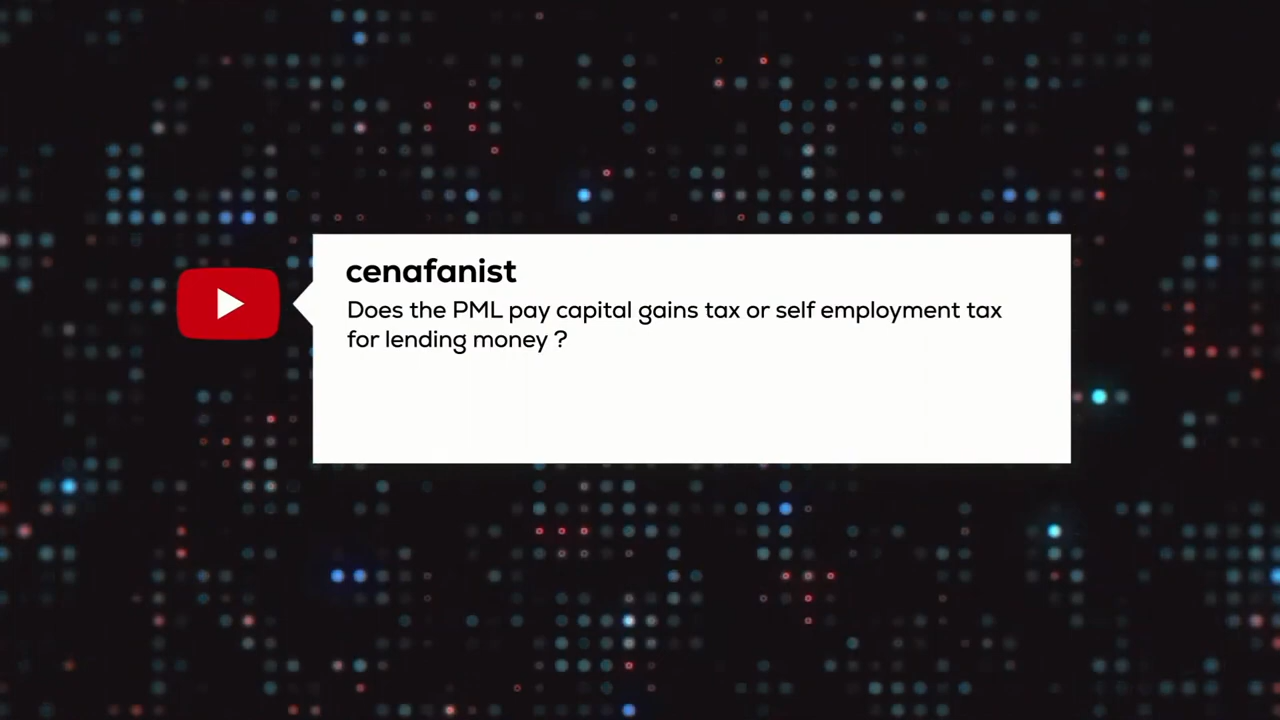 cenafanist
Does the PML pay capital gains tax or self employment tax
for lending money ?